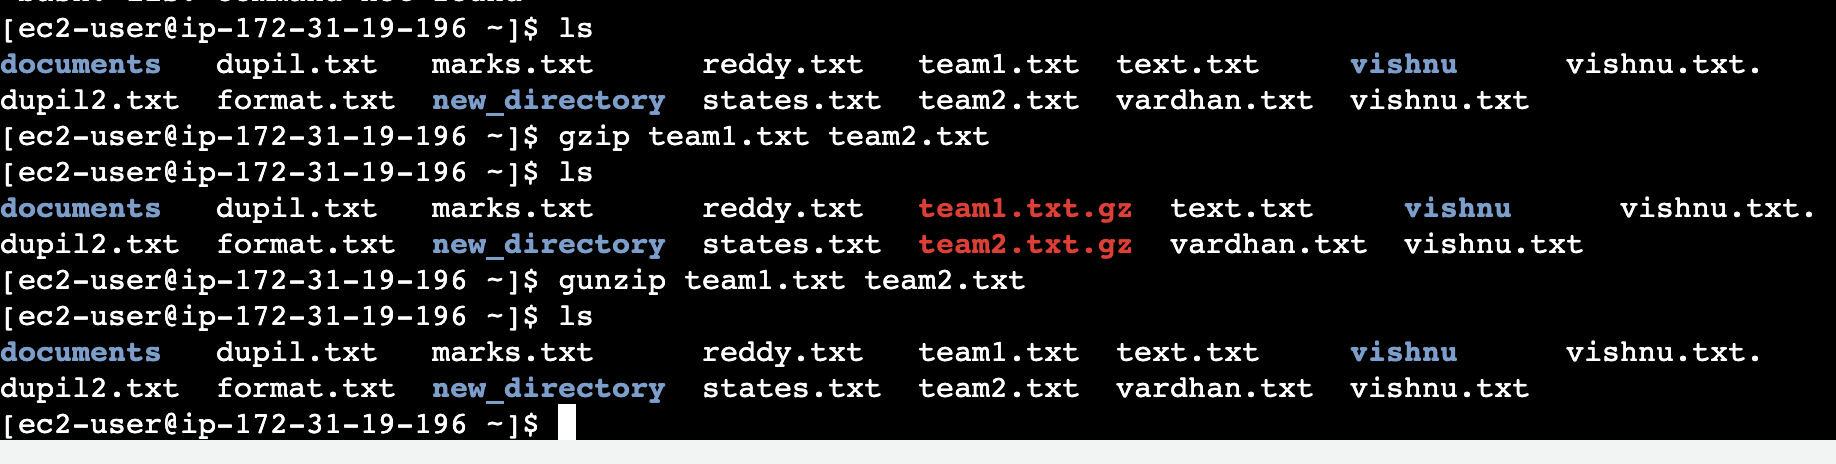 [ec2-user@ip-172-31-19-196 ~]$ ls
documents   dupil.txt   marks.txt      reddy.txt   team1.txt  text.txt     vishnu      vishnu.txt.
dupil2.txt  format.txt  new_directory  states.txt  team2.txt  vardhan.txt  vishnu.txt
[ec2-user@ip-172-31-19-196 ~]$ gzip team1.txt team2.txt
[ec2-user@ip-172-31-19-196 ~]$ ls
documents   dupil.txt   marks.txt      reddy.txt   team1.txt.gz  text.txt     vishnu      vishnu.txt.
dupil2.txt  format.txt  new_directory  states.txt  team2.txt.gz  vardhan.txt  vishnu.txt
[ec2-user@ip-172-31-19-196 ~]$ gunzip team1.txt team2.txt
[ec2-user@ip-172-31-19-196 ~]$ ls
documents   dupil.txt   marks.txt      reddy.txt   team1.txt  text.txt     vishnu      vishnu.txt.
dupil2.txt  format.txt  new_directory  states.txt  team2.txt  vardhan.txt  vishnu.txt
[ec2-user@ip-172-31-19-196 ~]$